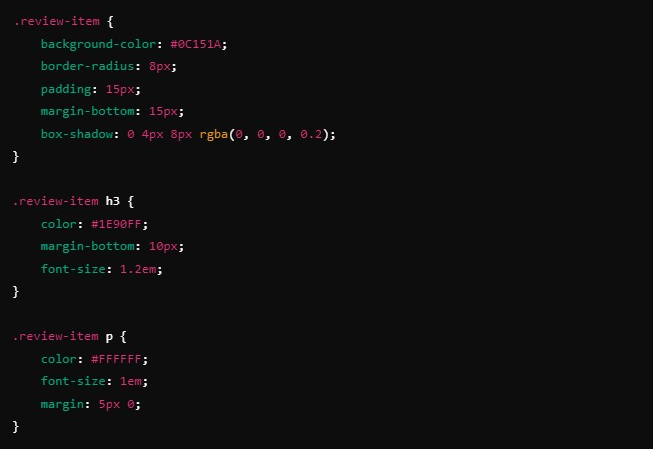 .review-item {
    background-color: #0C151A;
    border-radius: 8px;
    padding: 15px;
    margin-bottom: 15px;
    box-shadow: 0 4px 8px rgba(0, 0, 0, 0.2);
}

.review-item h3 {
    color: #1E90FF;
    margin-bottom: 10px;
    font-size: 1.2em;
}

.review-item p {
    color: #FFFFFF;
    font-size: 1em;
    margin: 5px 0;
}